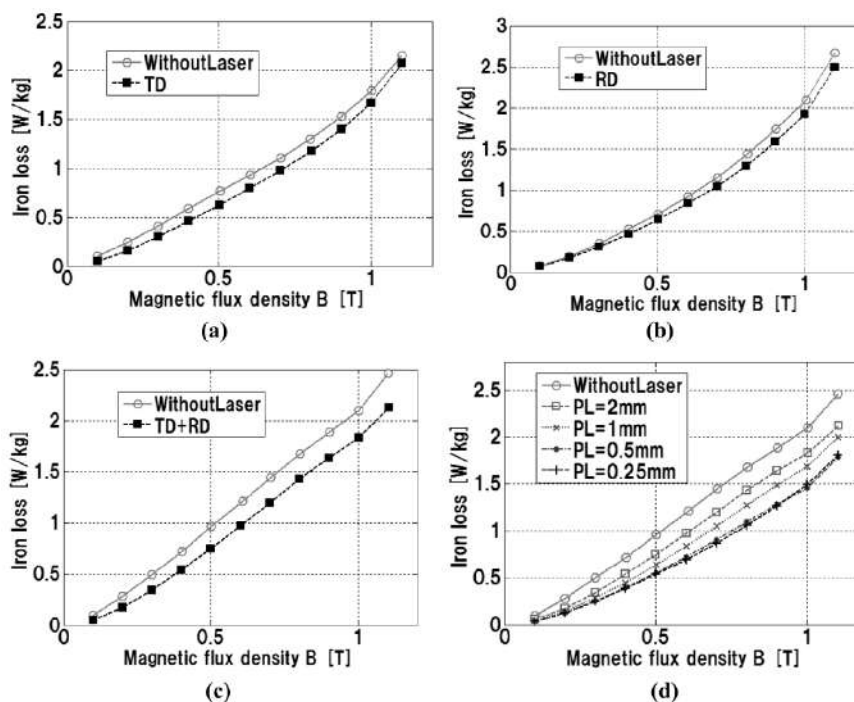 Iron loss [W/kg]
2.5
2
1.5
1
0.5
0
WithoutLaser
TD
0
0.5
1
Magnetic flux density B [T]
(a)
Iron loss [W/kg]
3
2.5
2
1.5
1
0.5
0
WithoutLaser
RD
0
0.5
1
Magnetic flux density B [T]
(b)
Iron loss [W/kg]
2.5
2
1.5
1
0.5
0
WithoutLaser
TD+RD
0
0.5
1
Magnetic flux density B [T]
(c)
Iron loss [W/kg]
2.5
2
1.5
1
0.5
0
WithoutLaser
PL=2mm
PL=1mm
PL=0.5mm
PL=0.25mm
0
0.5
1
Magnetic flux density B [T]
(d)